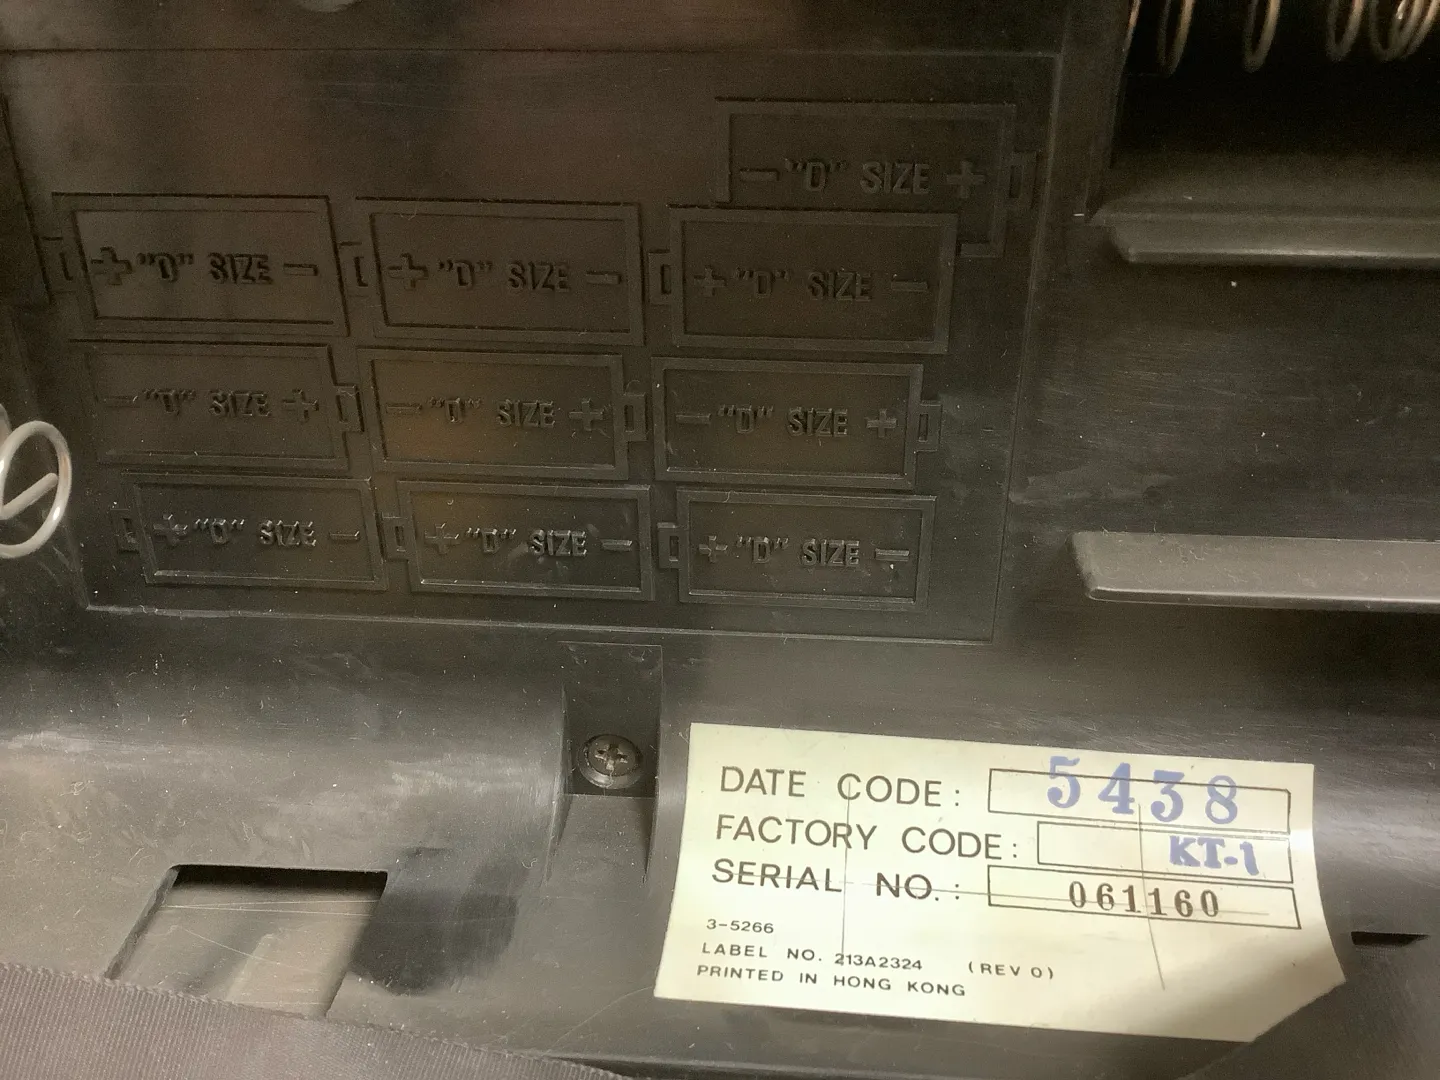 − "D" SIZE +
+ "D" SIZE − + "D" SIZE − + "D" SIZE −
− "D" SIZE + − "D" SIZE + − "D" SIZE +
+ "D" SIZE − + "D" SIZE − + "D" SIZE −
DATE CODE: 5438
FACTORY CODE: KT-1
SERIAL NO.: 061160
3-5266
LABEL NO. 213A2324 (REV 0)
PRINTED IN HONG KONG